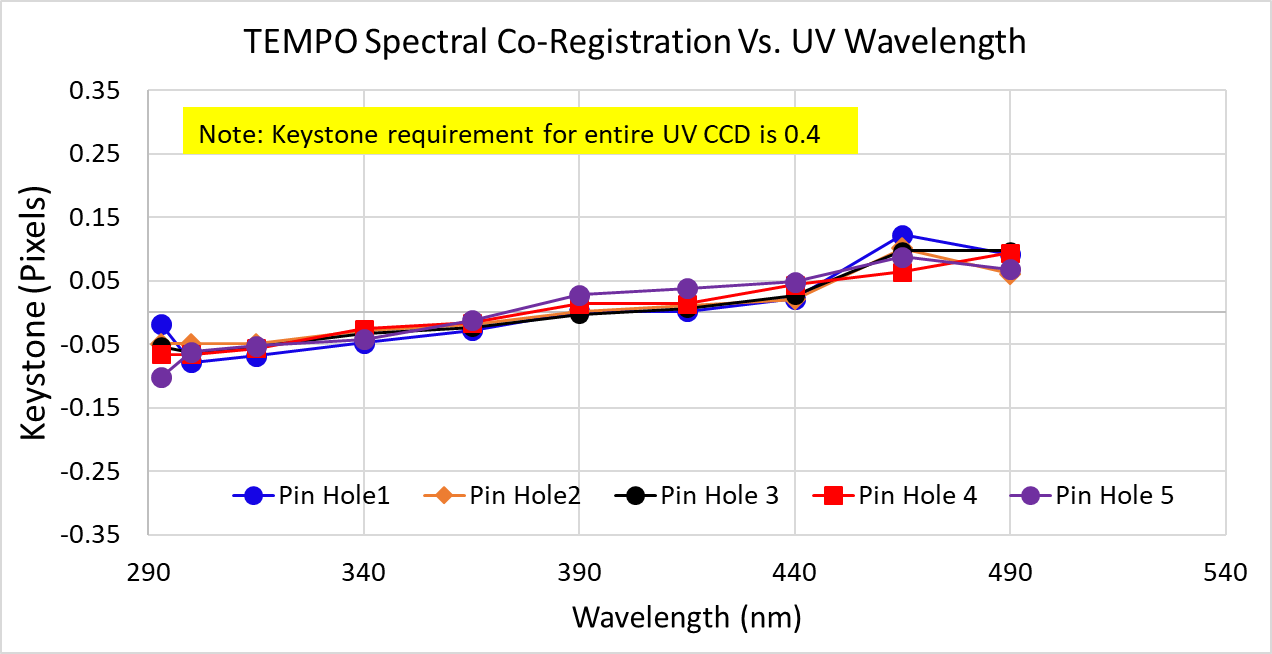 TEMPO Spectral Co-Registration Vs. UV Wavelength
0.35
Note: Keystone requirement for entire UV CCD is 0.4
0.25
0.15
0.05
-0.05
-0.15
-0.25
-0.35
Keystone (Pixels)
Pin Hole1 Pin Hole2 Pin Hole 3 Pin Hole 4 Pin Hole 5
290 340 390 440 490 540
Wavelength (nm)